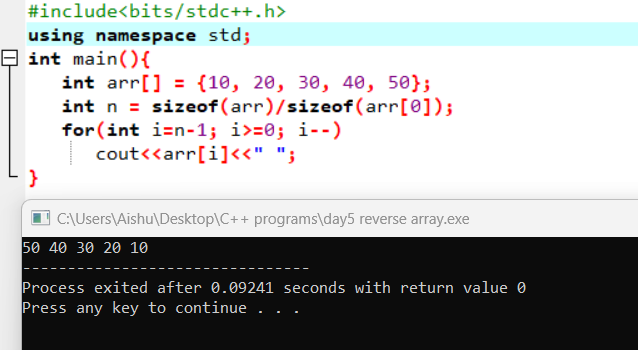 #include<bits/stdc++.h>
using namespace std;
int main(){
int arr[] = {10, 20, 30, 40, 50};
int n = sizeof(arr)/sizeof(arr[0]);
for(int i=n-1; i>=0; i--)
cout<<arr[i]<<" ";
}
C:\Users\Aishu\Desktop\C++ programs\day5 reverse array.exe
50 40 30 20 10
--------------------------------
Process exited after 0.09241 seconds with return value 0
Press any key to continue . . .